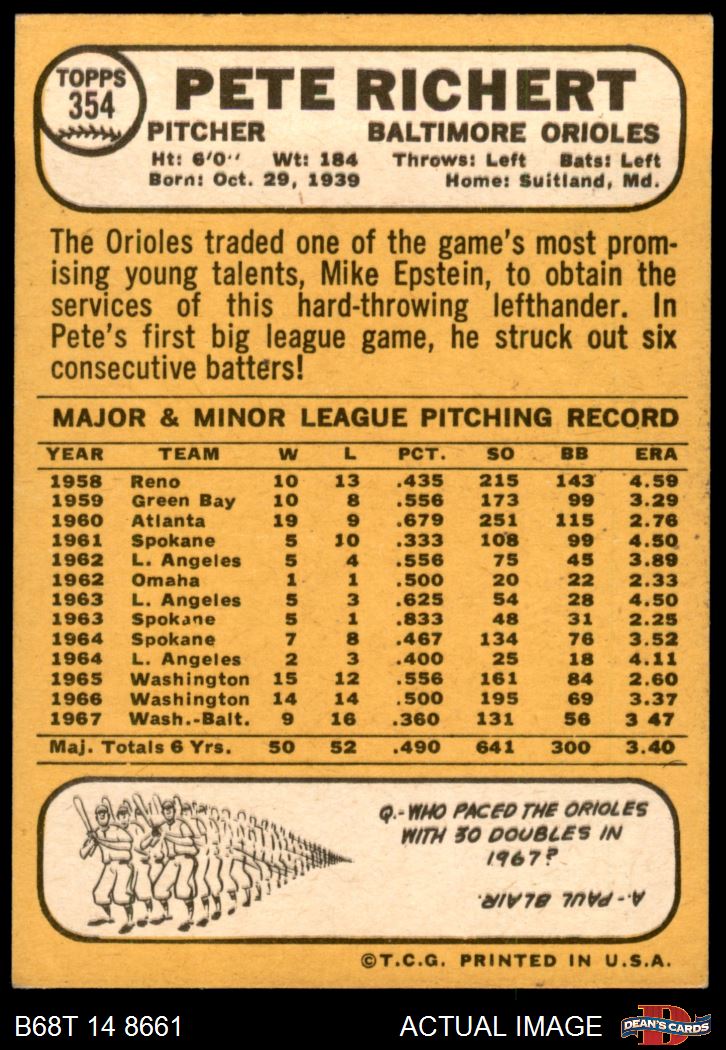 TOPPS
354
PETE RICHERT
PITCHER BALTIMORE ORIOLES
Ht: 6'0'' Wt: 184 Throws: Left Bats: Left
Born: Oct. 29, 1939 Home: Suitland, Md.
The Orioles traded one of the game's most prom-
ising young talents, Mike Epstein, to obtain the
services of this hard-throwing lefthander. In
Pete's first big league game, he struck out six
consecutive batters!
MAJOR & MINOR LEAGUE PITCHING RECORD
YEAR TEAM W L PCT. SO BB ERA
1958 Reno 10 13 .435 215 143 4.59
1959 Green Bay 10 8 .556 173 99 3.29
1960 Atlanta 19 9 .679 251 115 2.76
1961 Spokane 5 10 .333 108 99 4.50
1962 L. Angeles 5 4 .556 75 45 3.89
1962 Omaha 1 1 .500 20 22 2.33
1963 L. Angeles 5 3 .625 54 28 4.50
1963 Spokane 5 1 .833 48 31 2.25
1964 Spokane 7 8 .467 134 76 3.52
1964 L. Angeles 2 3 .400 25 18 4.11
1965 Washington 15 12 .556 161 84 2.60
1966 Washington 14 14 .500 195 69 3.37
1967 Wash.-Balt. 9 16 .360 131 56 3 47
Maj. Totals 6 Yrs. 50 52 .490 641 300 3.40
Q.-WHO PACED THE ORIOLES
WITH 30 DOUBLES IN
1967?
A.-PAUL BLAIR.
©T.C.G. PRINTED IN U.S.A.
B68T 14 8661 ACTUAL IMAGE
D
DEAN'S CARDS